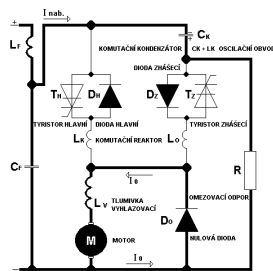 +
I nab.
LF
CK
KOMUTAČNÍ KONDENZÁTOR
CK + LK OSCILAČNÍ OBVOD
DIODA ZHÁŠECÍ
TH
DH
DZ
TZ
TYRISTOR HLAVNÍ
DIODA HLAVNÍ
TYRISTOR ZHÁŠECÍ
LK
KOMUTAČNÍ REAKTOR
LO
CF
I0
R
LV
TLUMIVKA
VYHLAZOVACÍ
OMEZOVACÍ ODPOR
D0
M
MOTOR
NULOVÁ DIODA
I0